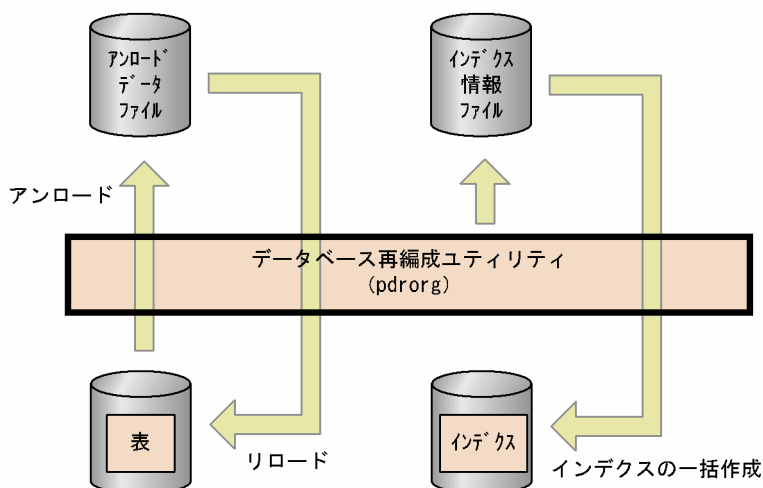 ｱﾝﾛｰﾄﾞ
ﾃﾞｰﾀ
ﾌｧｲﾙ
ｲﾝﾃﾞｸｽ
情報
ﾌｧｲﾙ
アンロード
データベース再編成ユティリティ
(pdrorg)
表
リロード
ｲﾝﾃﾞｸｽ
インデクスの一括作成